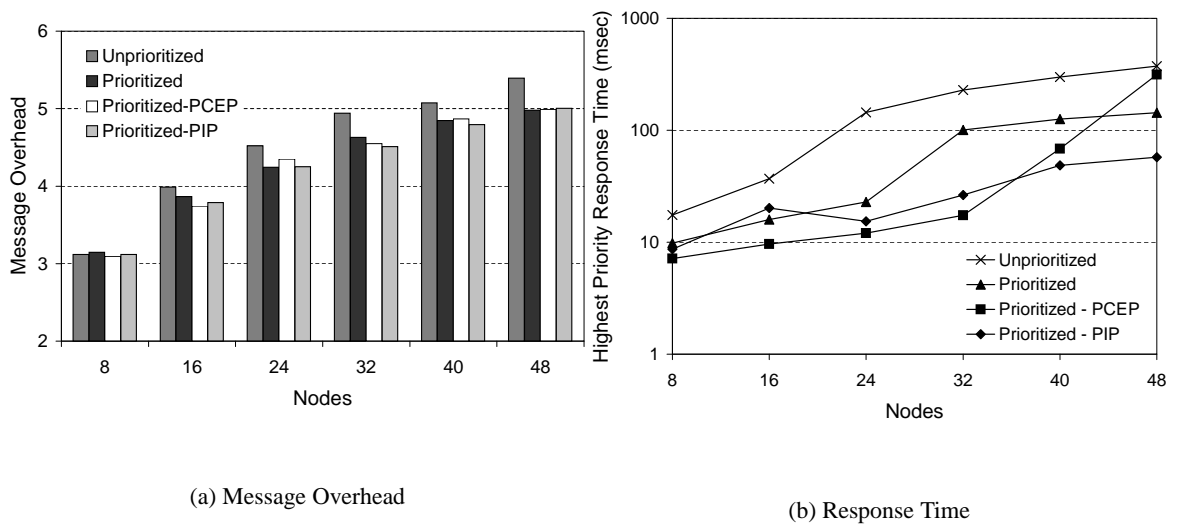 6
5
4
3
2
Message Overhead
Unprioritized
Prioritized
Prioritized-PCEP
Prioritized-PIP
8 16 24 32 40 48
Nodes
(a) Message Overhead
1000
100
10
1
Highest Priority Response Time (msec)
Unprioritized
Prioritized
Prioritized - PCEP
Prioritized - PIP
8 16 24 32 40 48
Nodes
(b) Response Time